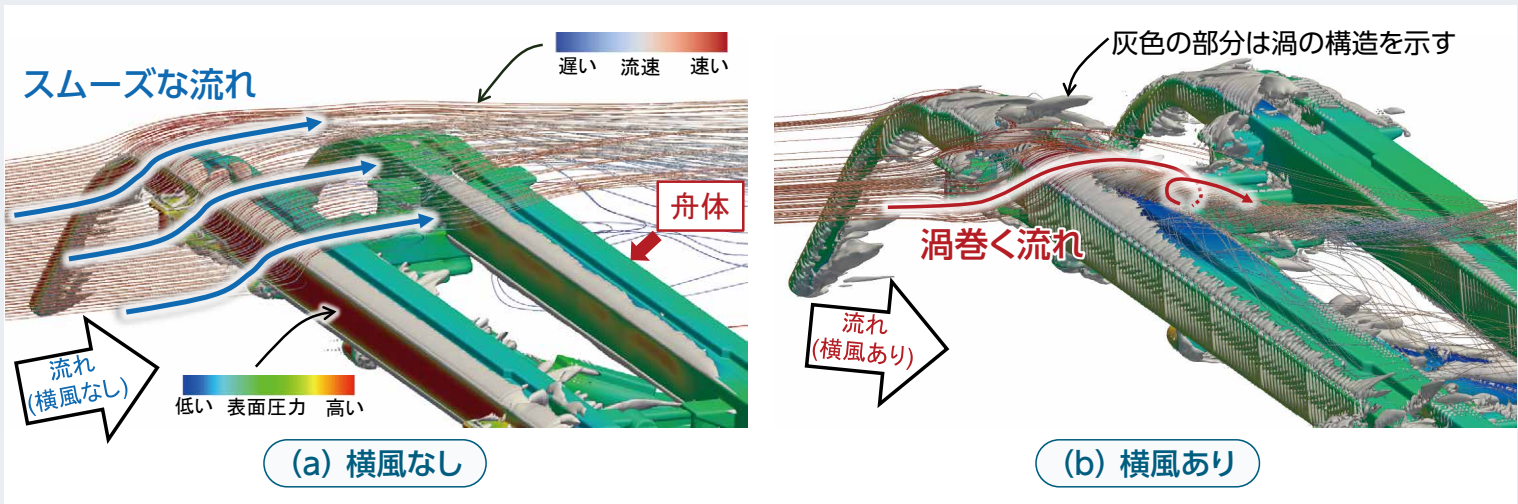 スムーズな流れ
遅い 流速 速い
舟体
流れ
(横風なし)
低い 表面圧力 高い
(a) 横風なし
灰色の部分は渦の構造を示す
渦巻く流れ
流れ
(横風あり)
(b) 横風あり